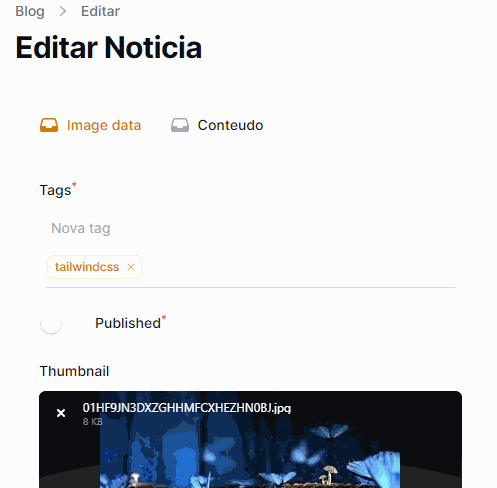 Blog > Editar
Editar Noticia
Image data Conteudo
Tags*
Nova tag
tailwindcss ×
Published*
Thumbnail
01HF9JN3DXZGHHMFCXHEZHN0BJ.jpg
8 KB